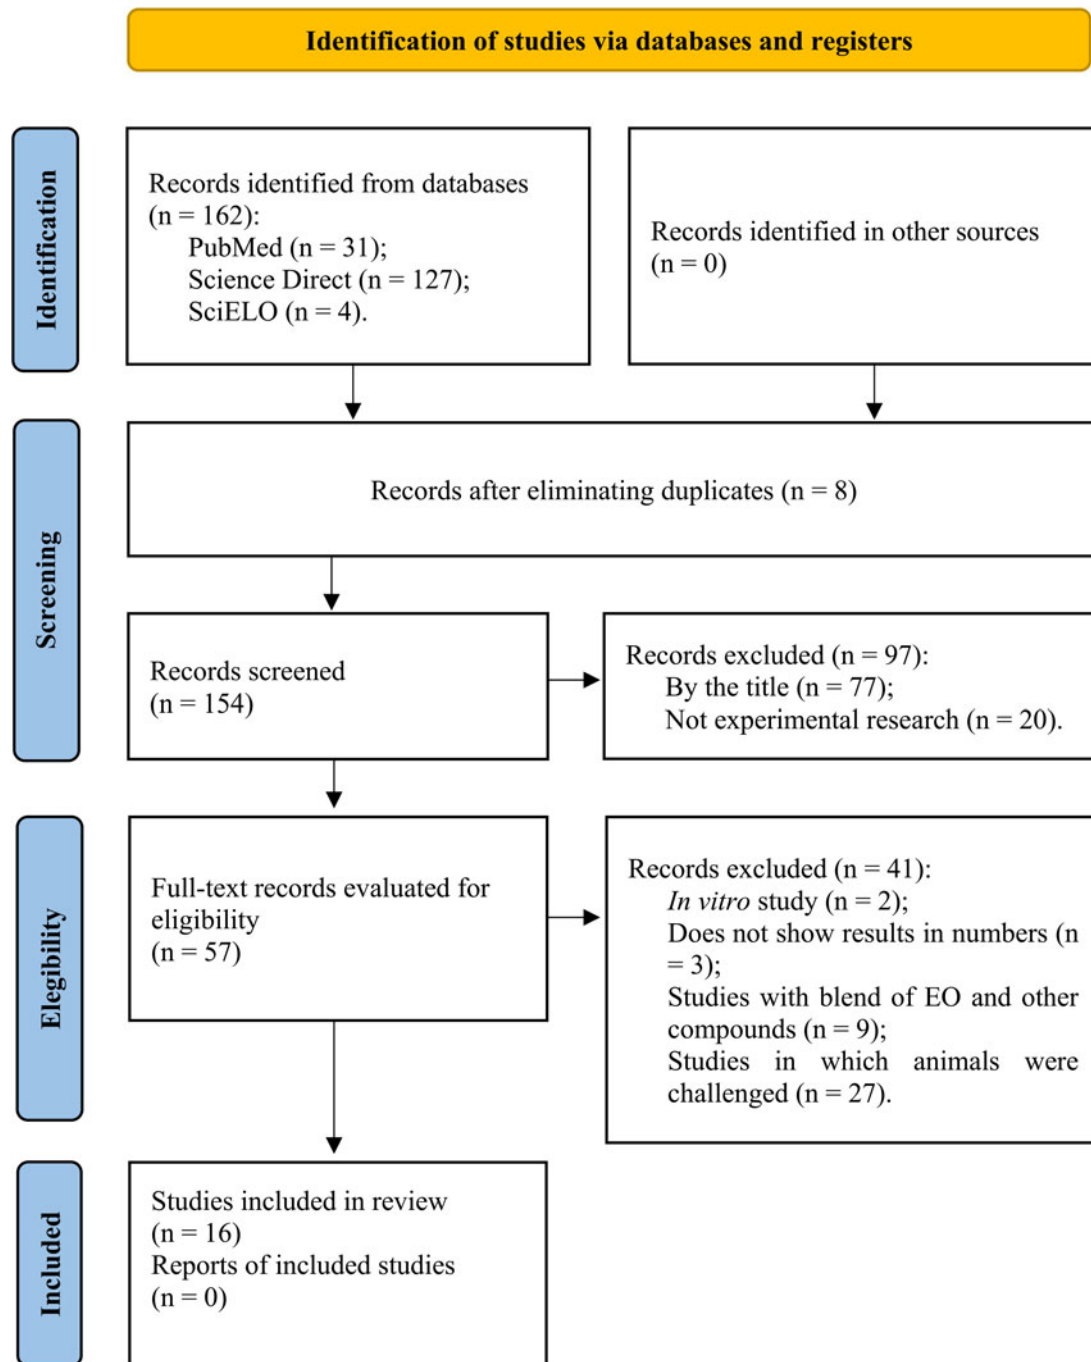 Identification of studies via databases and registers
Identification
Records identified from databases
(n = 162):
PubMed (n = 31);
Science Direct (n = 127);
SciELO (n = 4).
Records identified in other sources
(n = 0)
Screening
Records after eliminating duplicates (n = 8)
Records screened
(n = 154)
Records excluded (n = 97):
By the title (n = 77);
Not experimental research (n = 20).
Elegibility
Full-text records evaluated for
eligibility
(n = 57)
Records excluded (n = 41):
In vitro study (n = 2);
Does not show results in numbers (n
= 3);
Studies with blend of EO and other
compounds (n = 9);
Studies in which animals were
challenged (n = 27).
Included
Studies included in review
(n = 16)
Reports of included studies
(n = 0)